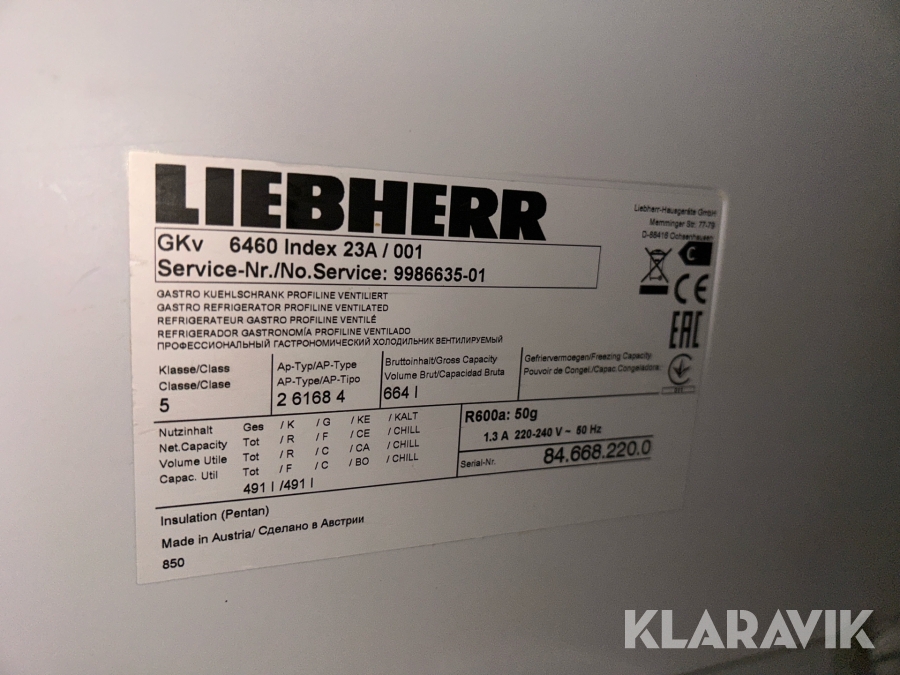 LIEBHERR
GKv 6460 Index 23A / 001
Service-Nr./No.Service: 9986635-01
Liebherr-Hausgeräte GmbH
Memminger Str. 77-79
D-88416 Ochsenhausen
C
CE
EAC
GASTRO KUEHLSCHRANK PROFILINE VENTILIERT
GASTRO REFRIGERATOR PROFILINE VENTILATED
REFRIGERATEUR GASTRO PROFILINE VENTILÉ
REFRIGERADOR GASTRONOMÍA PROFILINE VENTILADO
ПРОФЕССИОНАЛЬНЫЙ ГАСТРОНОМИЧЕСКИЙ ХОЛОДИЛЬНИК ВЕНТИЛИРУЕМЫЙ
Klasse/Class
Classe/Clase
5
Ap-Typ/AP-Type
AP-Type/AP-Tipo
2 6168 4
Bruttoinhalt/Gross Capacity
Volume Brut/Capacidad Bruta
664 l
Gefriervermoegen/Freezing Capacity
Pouvoir de Congel./Capac.Congeladora
Nutzinhalt Ges / K / G / KE / KALT
Net.Capacity Tot / R / F / CE / CHILL
Volume Utile Tot / R / C / CA / CHILL
Capac. Util Tot / F / C / BO / CHILL
491 l /491 l
R600a: 50g
1.3 A 220-240 V ~ 50 Hz
Serial-Nr. 84.668.220.0
Insulation (Pentan)
Made in Austria/ Сделано в Австрии
850
KLARAVIK